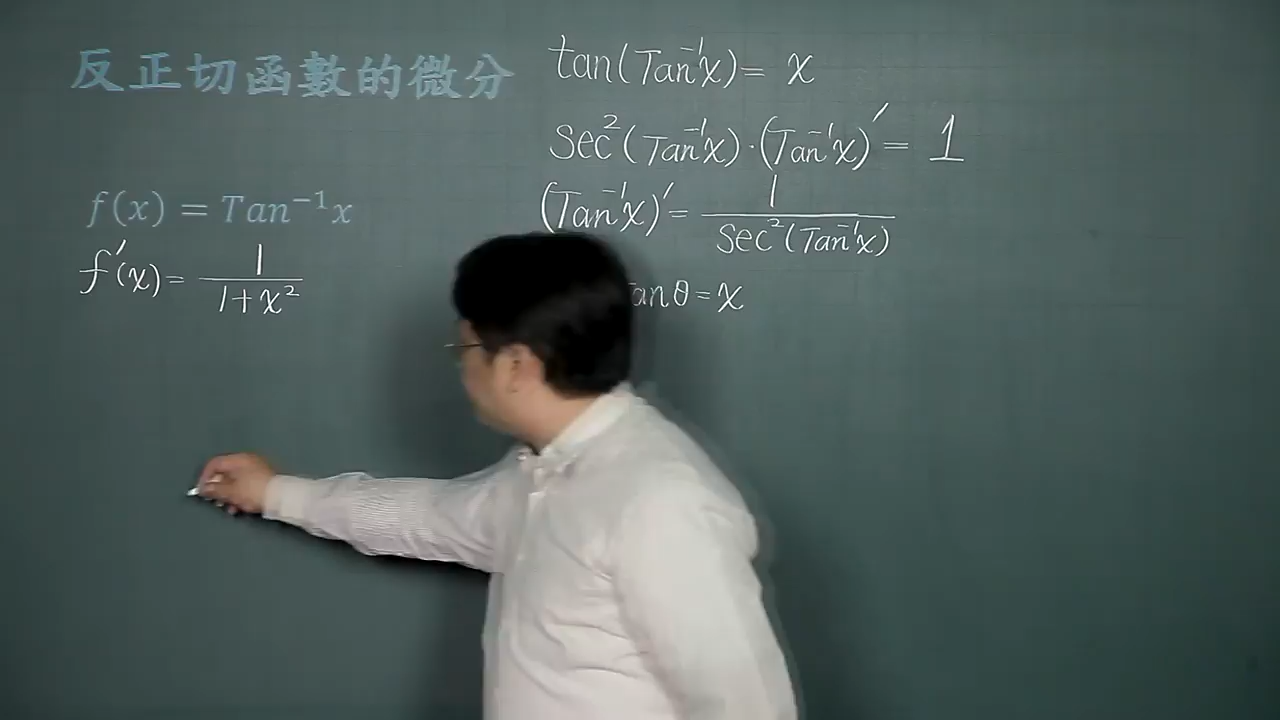 反正切函數的微分
f(x) = Tan⁻¹x
f′(x) = 1/(1+x²)
tan(Tan⁻¹x) = x
sec²(Tan⁻¹x)·(Tan⁻¹x)′ = 1
(Tan⁻¹x)′ = 1/sec²(Tan⁻¹x)
anθ = x